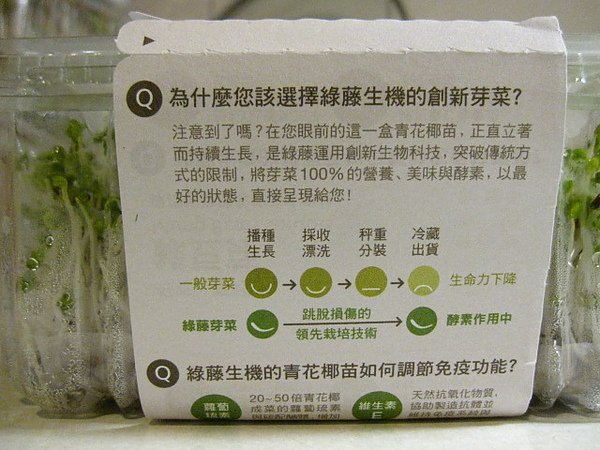 Q 為什麼您該選擇綠藤生機的創新芽菜?
注意到了嗎?在您眼前的這一盒青花椰苗,正直立著
而持續生長,是綠藤運用創新生物科技,突破傳統方
式的限制,將芽菜100%的營養、美味與酵素,以最
好的狀態,直接呈現給您!
播種 採收 秤重 冷藏
生長 漂洗 分裝 出貨
一般芽菜 生命力下降
綠藤芽菜 跳脫損傷的 酵素作用中
領先栽培技術
Q 綠藤生機的青花椰苗如何調節免疫功能?
蘿蔔 20~50倍青花椰 維生素 天然抗氧化物質,
硫素 成菜的蘿蔔硫素 E 協助製造抗體並